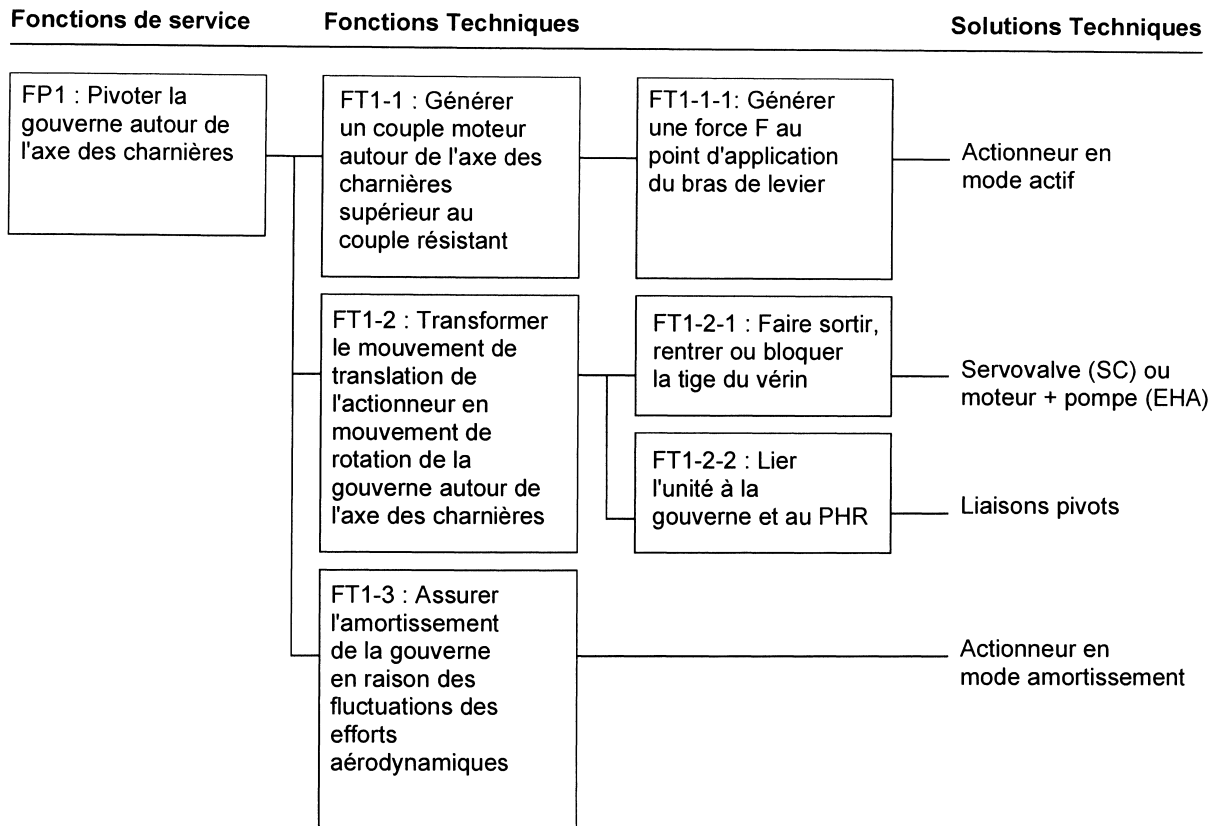 Fonctions de service
Fonctions Techniques
Solutions Techniques
FP1 : Pivoter la
gouverne autour de
l'axe des charnières
FT1-1 : Générer
un couple moteur
autour de l'axe des
charnières
supérieur au
couple résistant
FT1-1-1: Générer
une force F au
point d'application
du bras de levier
Actionneur en
mode actif
FT1-2 : Transformer
le mouvement de
translation de
l'actionneur en
mouvement de
rotation de la
gouverne autour de
l'axe des charnières
FT1-2-1 : Faire sortir,
rentrer ou bloquer
la tige du vérin
Servovalve (SC) ou
moteur + pompe (EHA)
FT1-2-2 : Lier
l'unité à la
gouverne et au PHR
Liaisons pivots
FT1-3 : Assurer
l'amortissement
de la gouverne
en raison des
fluctuations des
efforts
aérodynamiques
Actionneur en
mode amortissement